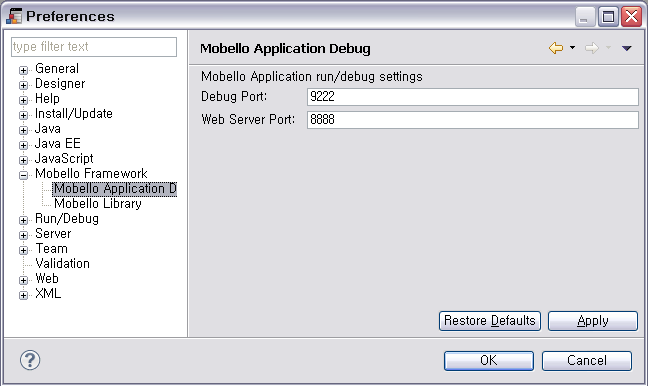 Preferences
type filter text
Mobello Application Debug
General
Designer
Help
Install/Update
Java
Java EE
JavaScript
Mobello Framework
Mobello Application D
Mobello Library
Run/Debug
Server
Team
Validation
Web
XML
Mobello Application run/debug settings
Debug Port: 9222
Web Server Port: 8888
Restore Defaults Apply
? OK Cancel